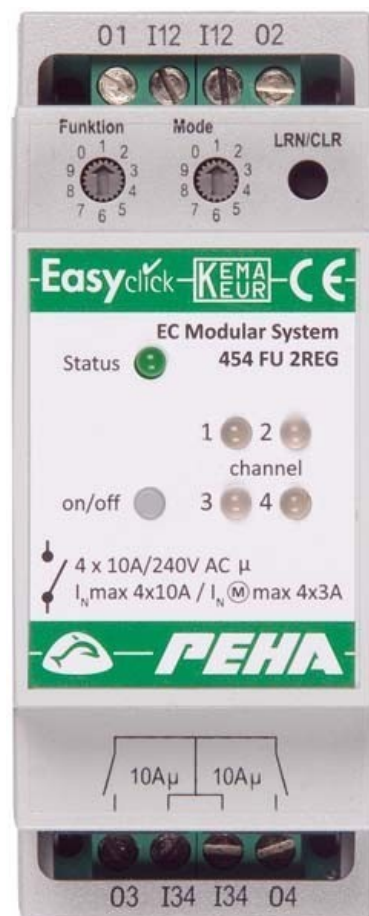 O1 I12 I12 O2
Funktion Mode LRN/CLR
0 1 2 3 4 5 6 7 8 9
0 1 2 3 4 5 6 7 8 9
Easyclick KEMA EUR CE
EC Modular System
Status 454 FU 2REG
1 2
channel
on/off 3 4
4 x 10A/240V AC µ
INmax 4x10A / IN Ⓜ max 4x3A
PEHA
10Aµ 10Aµ
O3 I34 I34 O4